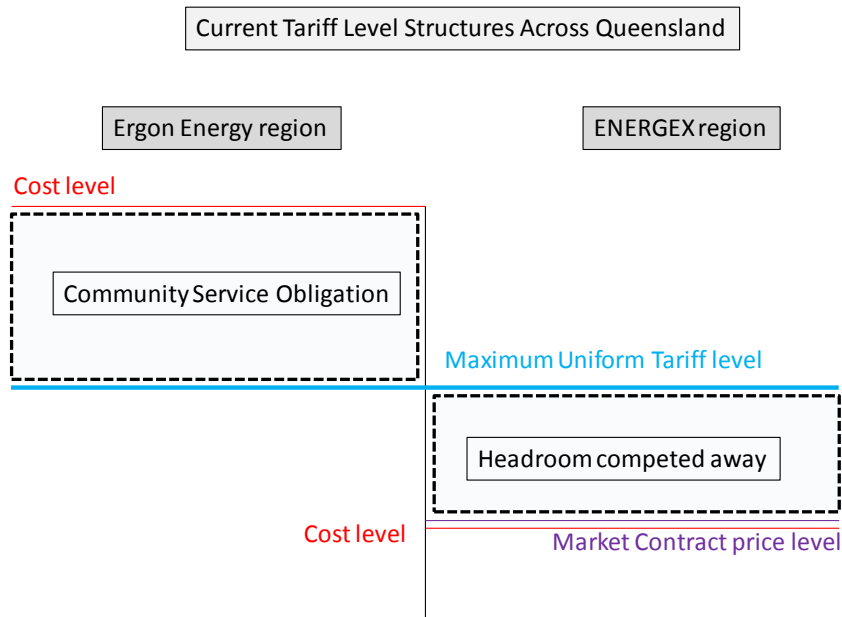 Current Tariff Level Structures Across Queensland
Ergon Energy region
ENERGEX region
Cost level
Community Service Obligation
Maximum Uniform Tariff level
Headroom competed away
Cost level
Market Contract price level